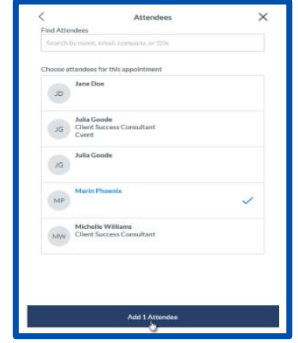 Attendees
Find Attendees
Search by name, email, company, or title
Choose attendees for this appointment
JD
Jane Doe
JG
Julia Goode
Client Success Consultant
Cvent
JG
Julia Goode
MP
Marin Phoenix
MW
Michelle Williams
Client Success Consultant
Add 1 Attendee